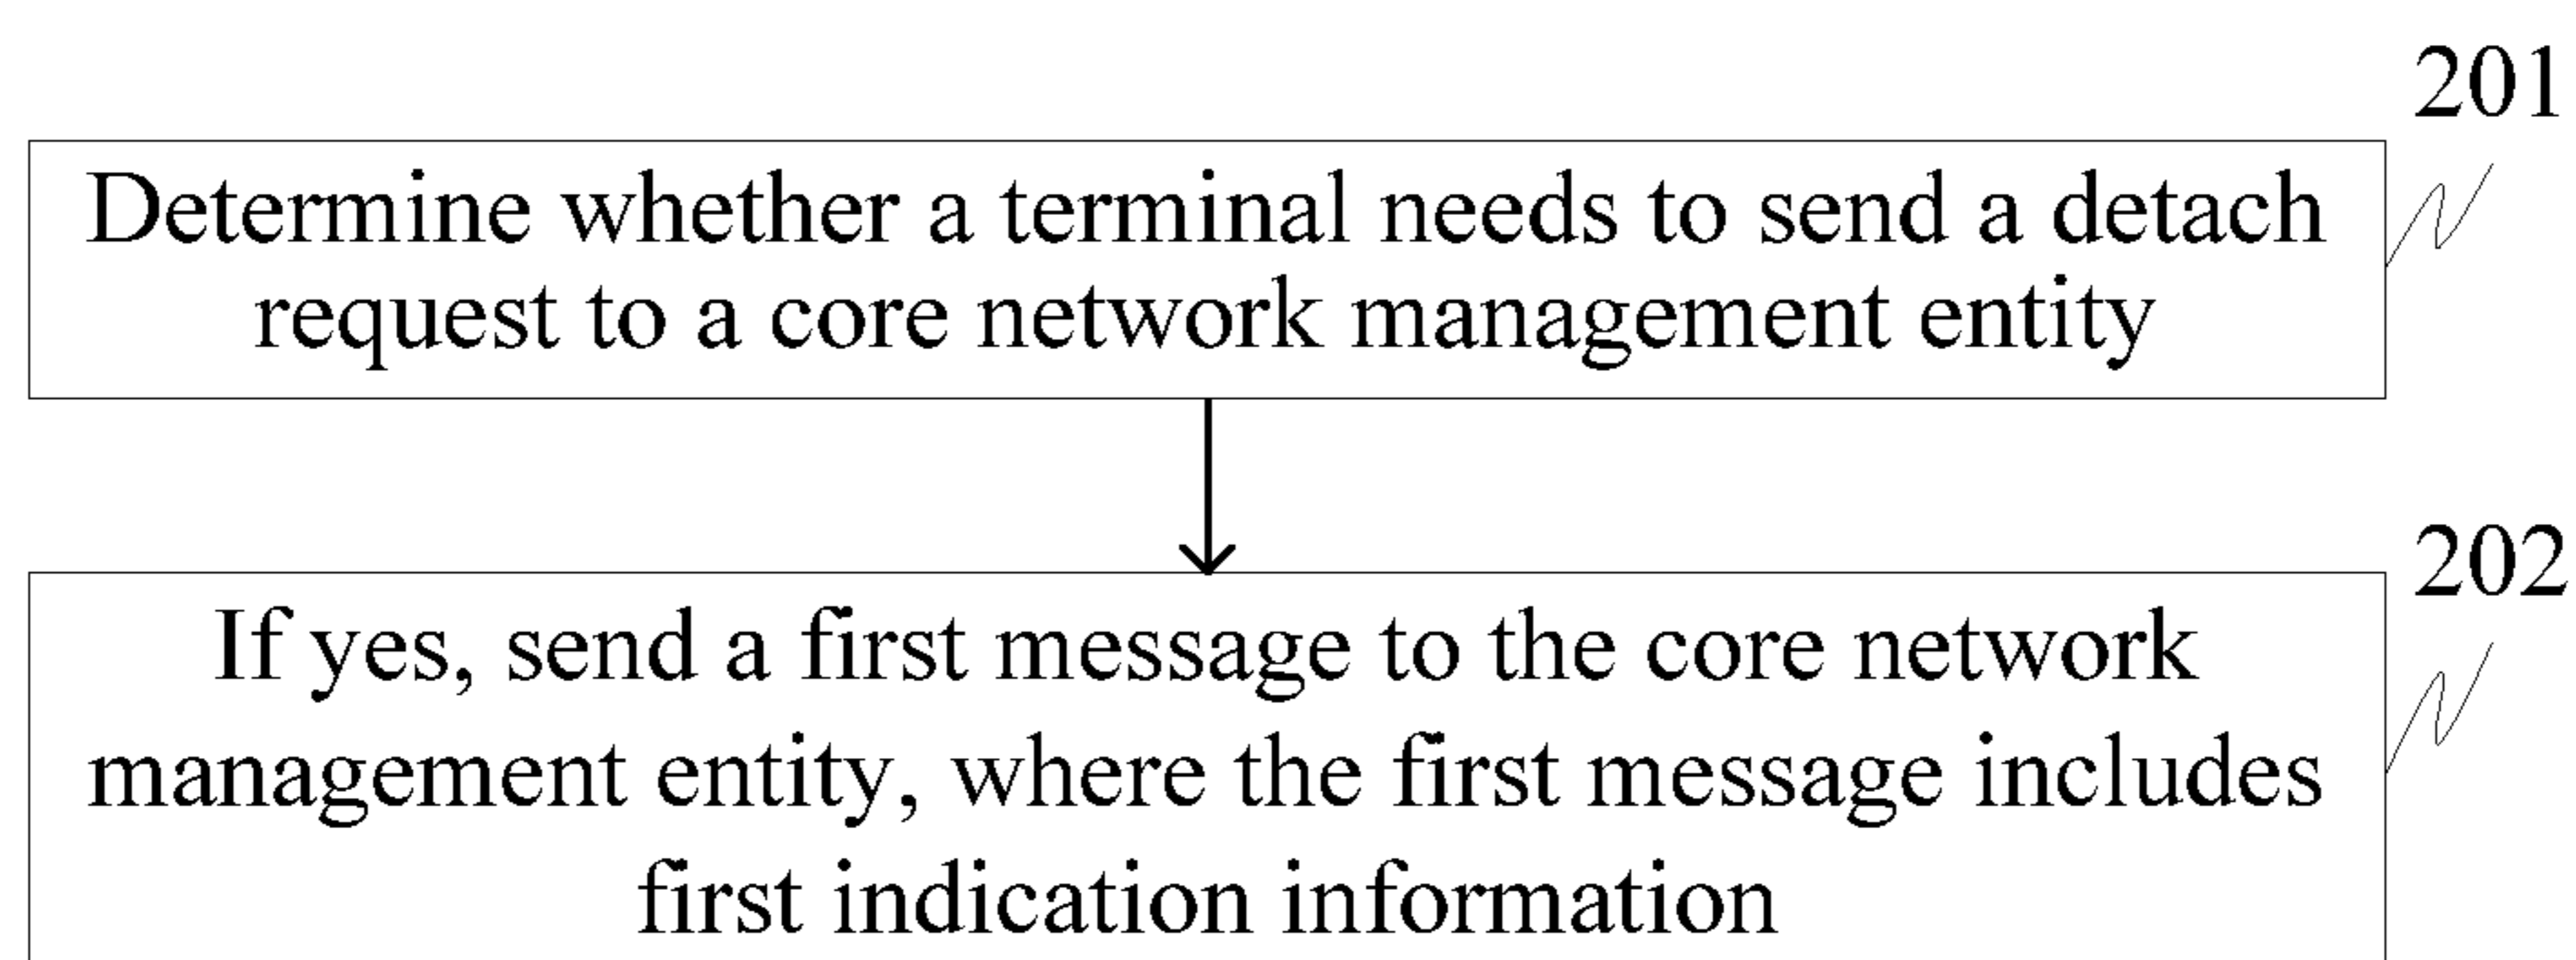 201
Determine whether a terminal needs to send a detach
request to a core network management entity
202
If yes, send a first message to the core network
management entity, where the first message includes
first indication information